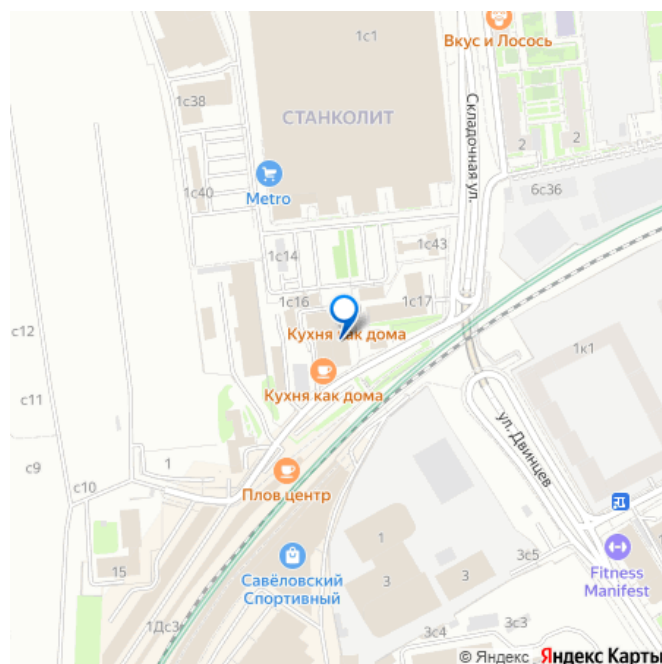 1с1
Вкус и Лосось
1с38
СТАНКОЛИТ
Складочная ул.
2
2
Metro
1с40
6с36
1с43
1с14
1с16
1с17
с12
Кухня как дома
1к1
с11
Кухня как дома
ул. Двинцев
с9
1
с10
Плов центр
1
3с5
15
3
3
Савёловский
Спортивный
Fitness
Manifest
1Дс3
3с4
3с3
© Яндекс Яндекс Карты